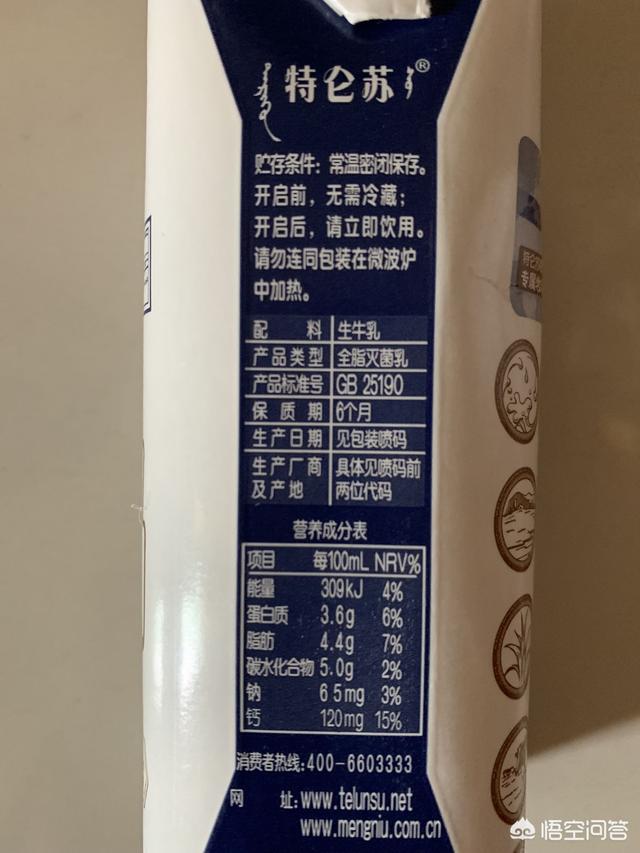 特仑苏®
贮存条件：常温密闭保存。
开启前，无需冷藏；
开启后，请立即饮用。
请勿连同包装在微波炉
中加热。
配 料 生牛乳
产品类型 全脂灭菌乳
产品标准号 GB 25190
保质期 6个月
生产日期 见包装喷码
生产厂商 具体见喷码前
及产地 两位代码
营养成分表
项目 每100mL NRV%
能量 309kJ 4%
蛋白质 3.6g 6%
脂肪 4.4g 7%
碳水化合物 5.0g 2%
钠 65mg 3%
钙 120mg 15%
消费者热线:400-6603333
网 址:www.telunsu.net
www.mengniu.com.cn
特仑
专属
悟空问答